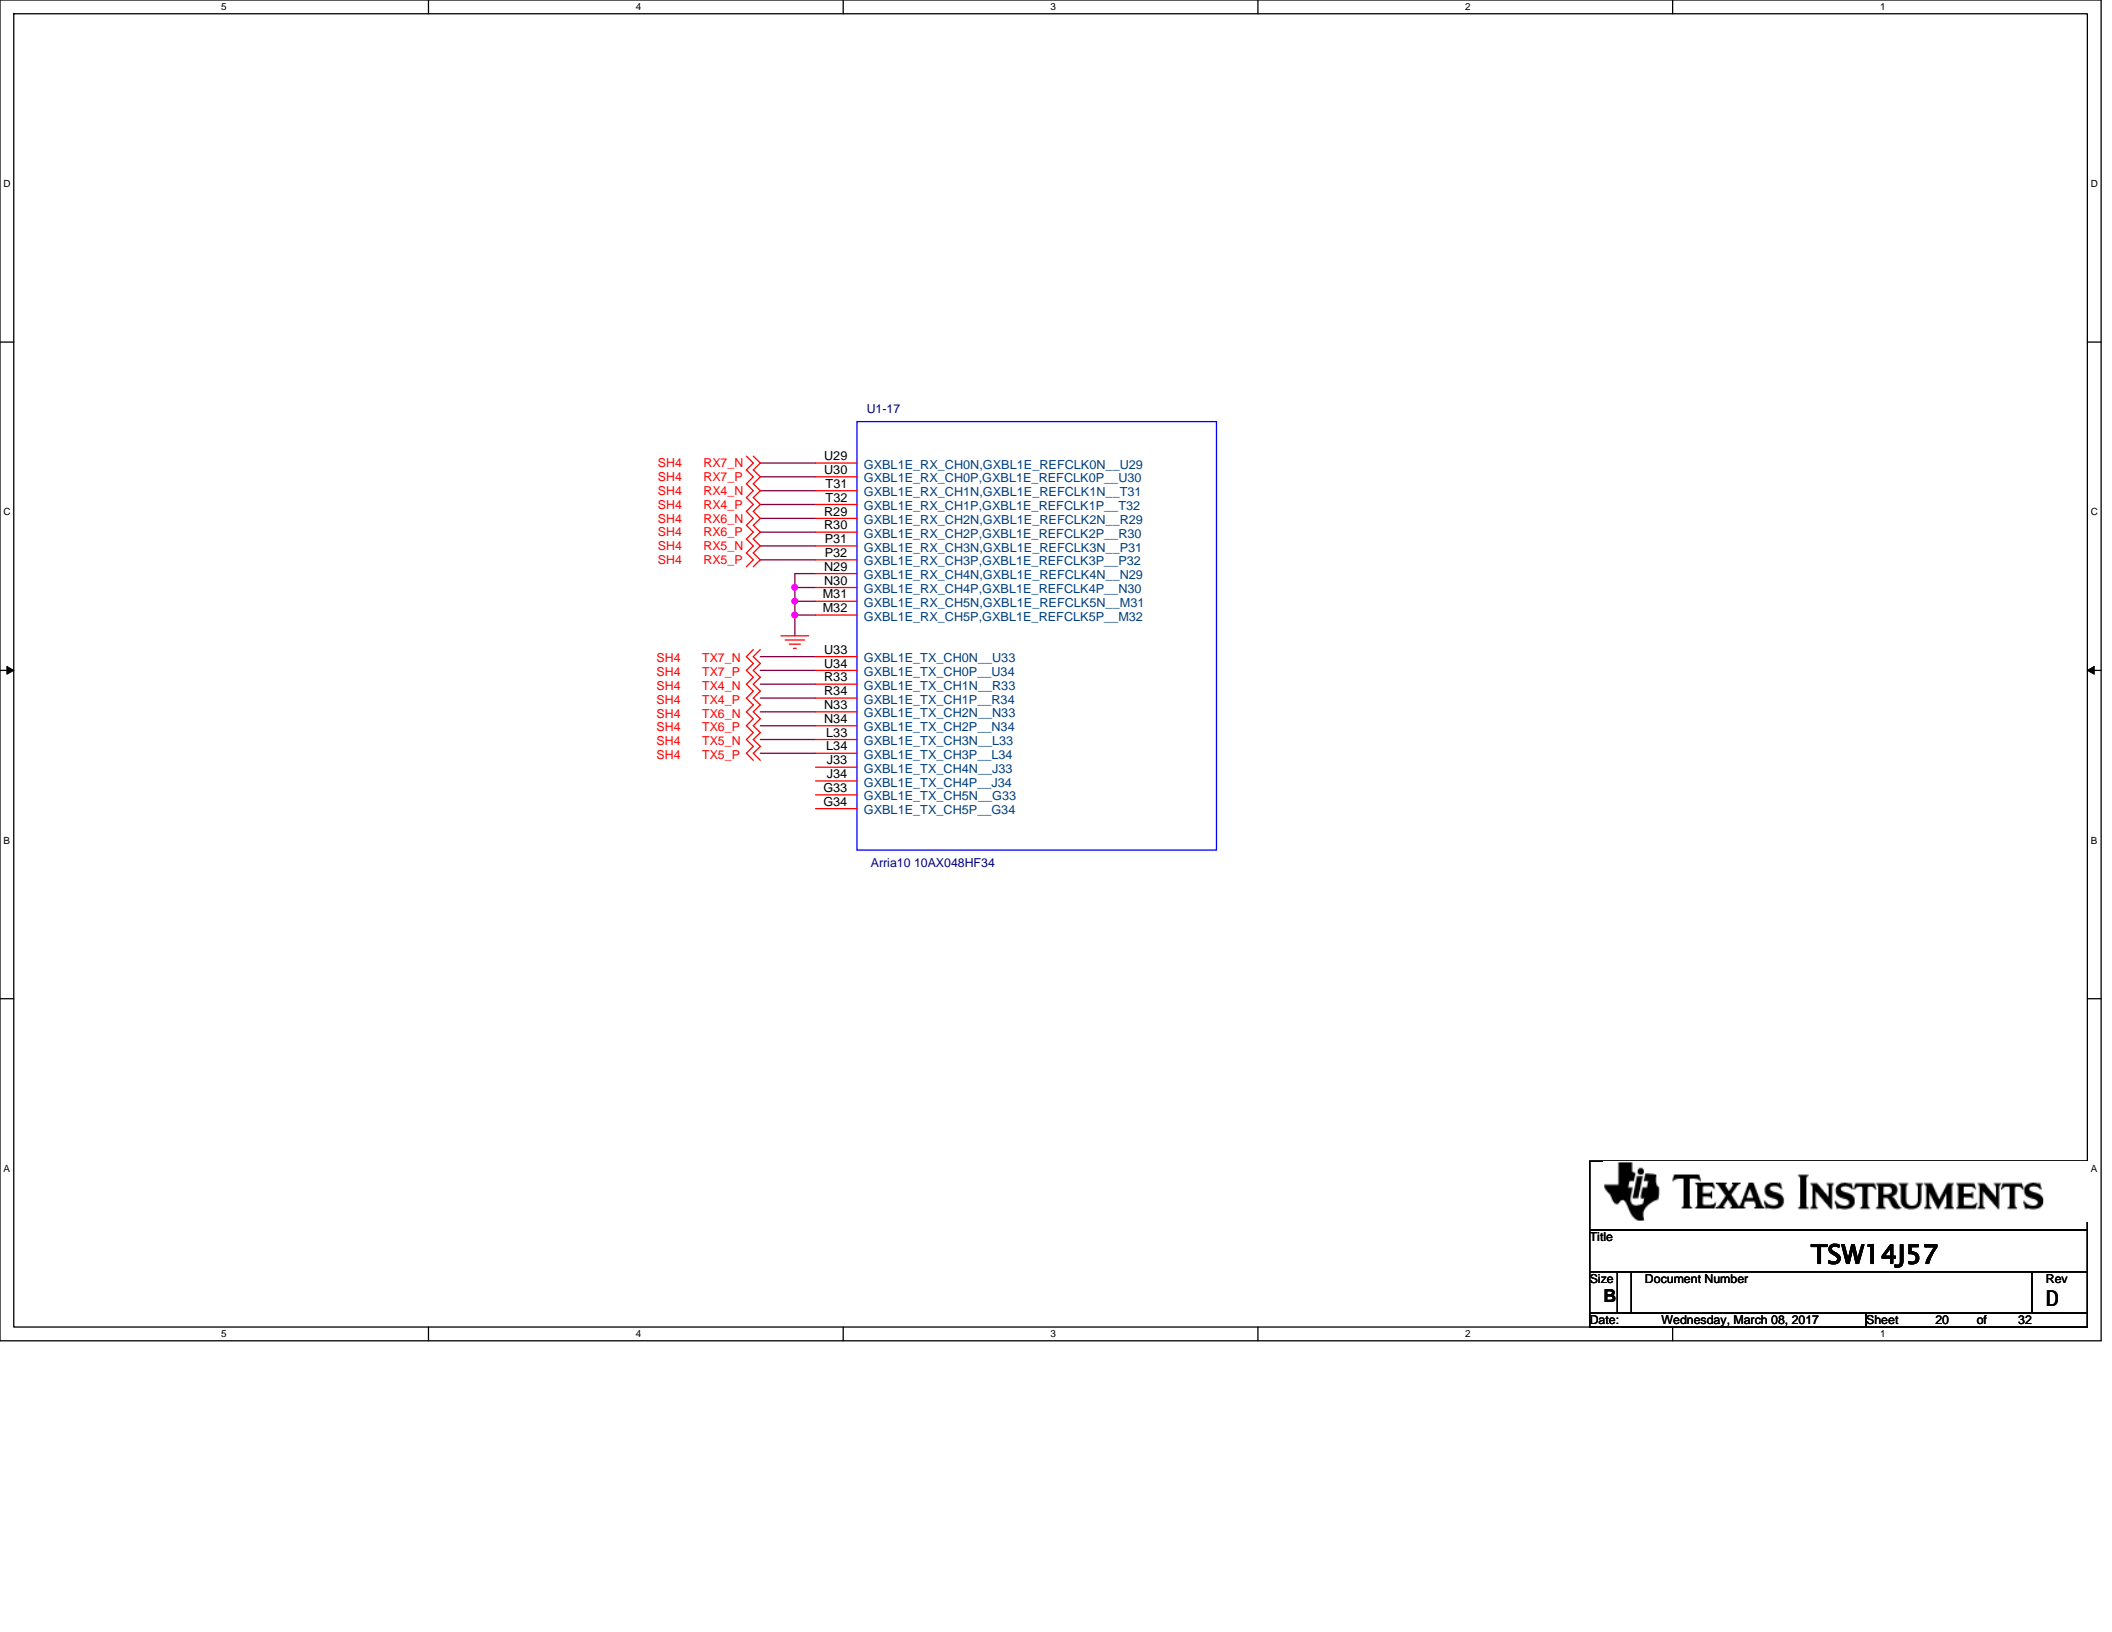 5 4 3 2 1
D D
C C
B B
A A
U1-17
SH4 RX7_N U29 GXBL1E_RX_CH0N,GXBL1E_REFCLK0N__U29
SH4 RX7_P U30 GXBL1E_RX_CH0P,GXBL1E_REFCLK0P__U30
SH4 RX4_N T31 GXBL1E_RX_CH1N,GXBL1E_REFCLK1N__T31
SH4 RX4_P T32 GXBL1E_RX_CH1P,GXBL1E_REFCLK1P__T32
SH4 RX6_N R29 GXBL1E_RX_CH2N,GXBL1E_REFCLK2N__R29
SH4 RX6_P R30 GXBL1E_RX_CH2P,GXBL1E_REFCLK2P__R30
SH4 RX5_N P31 GXBL1E_RX_CH3N,GXBL1E_REFCLK3N__P31
SH4 RX5_P P32 GXBL1E_RX_CH3P,GXBL1E_REFCLK3P__P32
N29 GXBL1E_RX_CH4N,GXBL1E_REFCLK4N__N29
N30 GXBL1E_RX_CH4P,GXBL1E_REFCLK4P__N30
M31 GXBL1E_RX_CH5N,GXBL1E_REFCLK5N__M31
M32 GXBL1E_RX_CH5P,GXBL1E_REFCLK5P__M32
SH4 TX7_N U33 GXBL1E_TX_CH0N__U33
SH4 TX7_P U34 GXBL1E_TX_CH0P__U34
SH4 TX4_N R33 GXBL1E_TX_CH1N__R33
SH4 TX4_P R34 GXBL1E_TX_CH1P__R34
SH4 TX6_N N33 GXBL1E_TX_CH2N__N33
SH4 TX6_P N34 GXBL1E_TX_CH2P__N34
SH4 TX5_N L33 GXBL1E_TX_CH3N__L33
SH4 TX5_P L34 GXBL1E_TX_CH3P__L34
J33 GXBL1E_TX_CH4N__J33
J34 GXBL1E_TX_CH4P__J34
G33 GXBL1E_TX_CH5N__G33
G34 GXBL1E_TX_CH5P__G34
Arria10 10AX048HF34
TEXAS INSTRUMENTS
Title
TSW14J57
Size Document Number Rev
B D
Date: Wednesday, March 08, 2017 Sheet 20 of 32
5 4 3 2 1